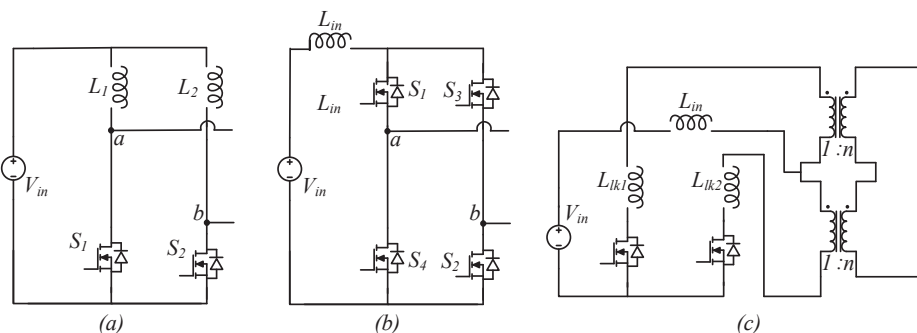 L1
L2
a
b
Vin
S1
S2
(a)
Lin
Lin
S1
S3
a
b
Vin
S4
S2
(b)
Lin
1 :n
Llk1
Llk2
Vin
1 :n
(c)